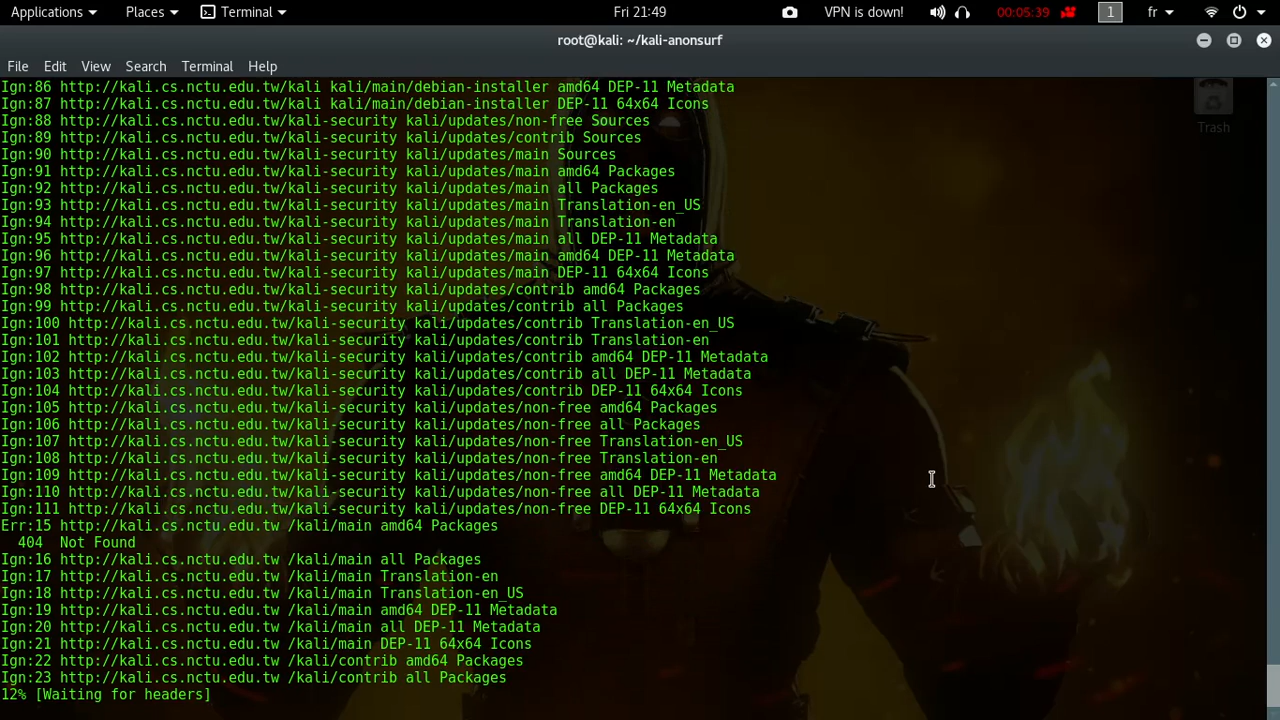 Applications Places Terminal Fri 21:49 VPN is down! 00:05:39 1 fr
root@kali: ~/kali-anonsurf
File Edit View Search Terminal Help
Trash
Ign:86 http://kali.cs.nctu.edu.tw/kali kali/main/debian-installer amd64 DEP-11 Metadata
Ign:87 http://kali.cs.nctu.edu.tw/kali kali/main/debian-installer DEP-11 64x64 Icons
Ign:88 http://kali.cs.nctu.edu.tw/kali-security kali/updates/non-free Sources
Ign:89 http://kali.cs.nctu.edu.tw/kali-security kali/updates/contrib Sources
Ign:90 http://kali.cs.nctu.edu.tw/kali-security kali/updates/main Sources
Ign:91 http://kali.cs.nctu.edu.tw/kali-security kali/updates/main amd64 Packages
Ign:92 http://kali.cs.nctu.edu.tw/kali-security kali/updates/main all Packages
Ign:93 http://kali.cs.nctu.edu.tw/kali-security kali/updates/main Translation-en_US
Ign:94 http://kali.cs.nctu.edu.tw/kali-security kali/updates/main Translation-en
Ign:95 http://kali.cs.nctu.edu.tw/kali-security kali/updates/main all DEP-11 Metadata
Ign:96 http://kali.cs.nctu.edu.tw/kali-security kali/updates/main amd64 DEP-11 Metadata
Ign:97 http://kali.cs.nctu.edu.tw/kali-security kali/updates/main DEP-11 64x64 Icons
Ign:98 http://kali.cs.nctu.edu.tw/kali-security kali/updates/contrib amd64 Packages
Ign:99 http://kali.cs.nctu.edu.tw/kali-security kali/updates/contrib all Packages
Ign:100 http://kali.cs.nctu.edu.tw/kali-security kali/updates/contrib Translation-en_US
Ign:101 http://kali.cs.nctu.edu.tw/kali-security kali/updates/contrib Translation-en
Ign:102 http://kali.cs.nctu.edu.tw/kali-security kali/updates/contrib amd64 DEP-11 Metadata
Ign:103 http://kali.cs.nctu.edu.tw/kali-security kali/updates/contrib all DEP-11 Metadata
Ign:104 http://kali.cs.nctu.edu.tw/kali-security kali/updates/contrib DEP-11 64x64 Icons
Ign:105 http://kali.cs.nctu.edu.tw/kali-security kali/updates/non-free amd64 Packages
Ign:106 http://kali.cs.nctu.edu.tw/kali-security kali/updates/non-free all Packages
Ign:107 http://kali.cs.nctu.edu.tw/kali-security kali/updates/non-free Translation-en_US
Ign:108 http://kali.cs.nctu.edu.tw/kali-security kali/updates/non-free Translation-en
Ign:109 http://kali.cs.nctu.edu.tw/kali-security kali/updates/non-free amd64 DEP-11 Metadata
Ign:110 http://kali.cs.nctu.edu.tw/kali-security kali/updates/non-free all DEP-11 Metadata
Ign:111 http://kali.cs.nctu.edu.tw/kali-security kali/updates/non-free DEP-11 64x64 Icons
Err:15 http://kali.cs.nctu.edu.tw /kali/main amd64 Packages
404 Not Found
Ign:16 http://kali.cs.nctu.edu.tw /kali/main all Packages
Ign:17 http://kali.cs.nctu.edu.tw /kali/main Translation-en
Ign:18 http://kali.cs.nctu.edu.tw /kali/main Translation-en_US
Ign:19 http://kali.cs.nctu.edu.tw /kali/main amd64 DEP-11 Metadata
Ign:20 http://kali.cs.nctu.edu.tw /kali/main all DEP-11 Metadata
Ign:21 http://kali.cs.nctu.edu.tw /kali/main DEP-11 64x64 Icons
Ign:22 http://kali.cs.nctu.edu.tw /kali/contrib amd64 Packages
Ign:23 http://kali.cs.nctu.edu.tw /kali/contrib all Packages
12% [Waiting for headers]